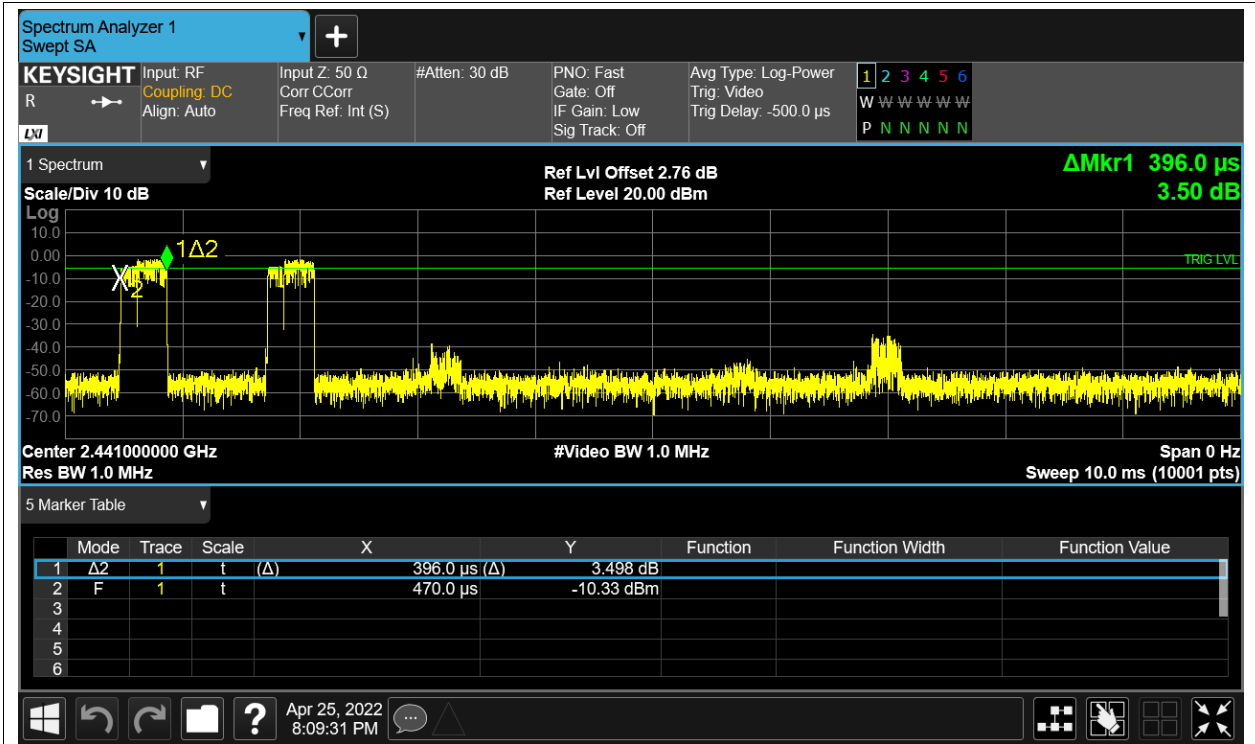 Spectrum Analyzer 1
Swept SA
KEYSIGHT Input: RF Input Z: 50 Ω #Atten: 30 dB PNO: Fast Avg Type: Log-Power 1 2 3 4 5 6
R Coupling: DC Corr CCorr Gate: Off Trig: Video W W W W W W
Align: Auto Freq Ref: Int (S) IF Gain: Low Trig Delay: -500.0 µs
LXI Sig Track: Off P N N N N N
1 Spectrum
Ref Lvl Offset 2.76 dB ΔMkr1 396.0 µs
Scale/Div 10 dB Ref Level 20.00 dBm 3.50 dB
Log
10.0
0.00 1Δ2 TRIG LVL
-10.0 X2
-20.0
-30.0
-40.0
-50.0
-60.0
-70.0
Center 2.441000000 GHz #Video BW 1.0 MHz Span 0 Hz
Res BW 1.0 MHz Sweep 10.0 ms (10001 pts)
5 Marker Table
Mode Trace Scale X Y Function Function Width Function Value
1 Δ2 1 t (Δ) 396.0 µs (Δ) 3.498 dB
2 F 1 t 470.0 µs -10.33 dBm
3
4
5
6
? Apr 25, 2022
8:09:31 PM